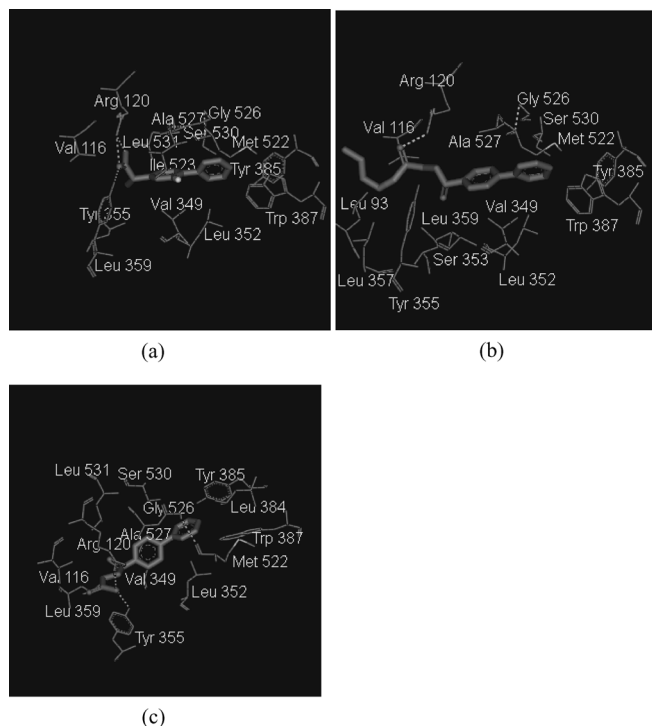 Arg 120
Ala 527
Gly 526
Val 116
Leu 531
Ser 530
Met 522
Ile 523
Tyr 385
Tyr 355
Val 349
Trp 387
Leu 352
Leu 359
(a)
Arg 120
Gly 526
Ser 530
Val 116
Ala 527
Met 522
Tyr 385
Leu 93
Leu 359
Val 349
Trp 387
Ser 353
Leu 357
Leu 352
Tyr 355
(b)
Leu 531
Ser 530
Tyr 385
Gly 526
Leu 384
Ala 527
Trp 387
Arg 120
Met 522
Val 116
Val 349
Leu 352
Leu 359
Tyr 355
(c)